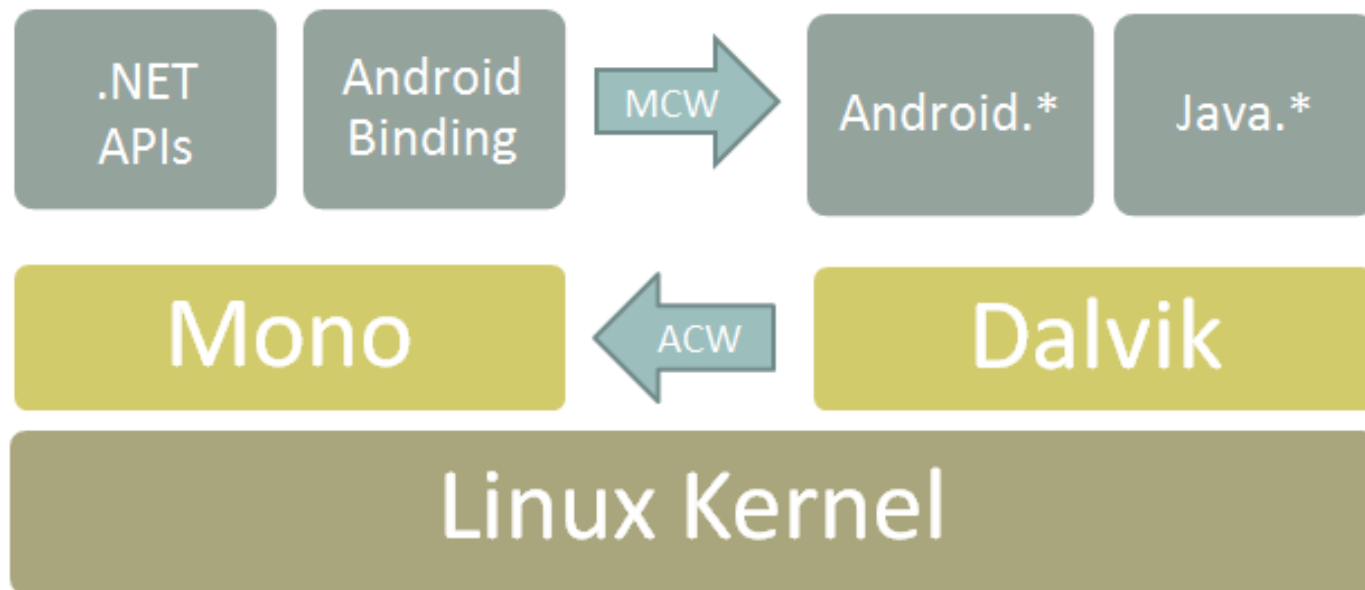 .NET
APIs
Android
Binding
MCW
Android.*
Java.*
Mono
ACW
Dalvik
Linux Kernel